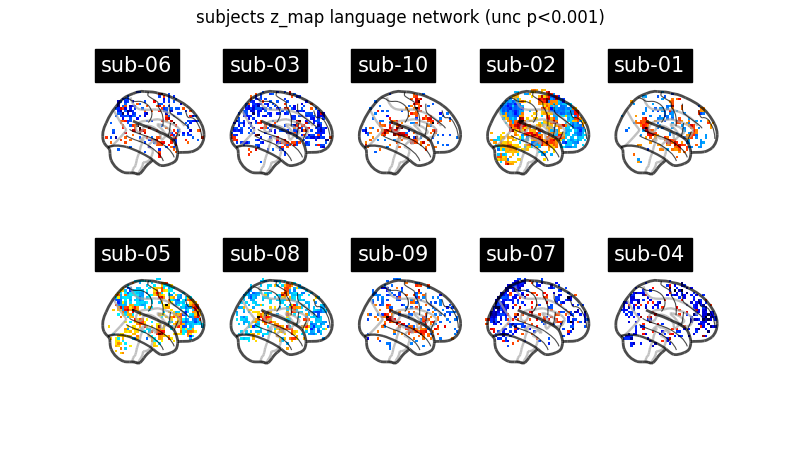 subjects z_map language network (unc p<0.001)
sub-06
sub-03
sub-10
sub-02
sub-01
sub-05
sub-08
sub-09
sub-07
sub-04